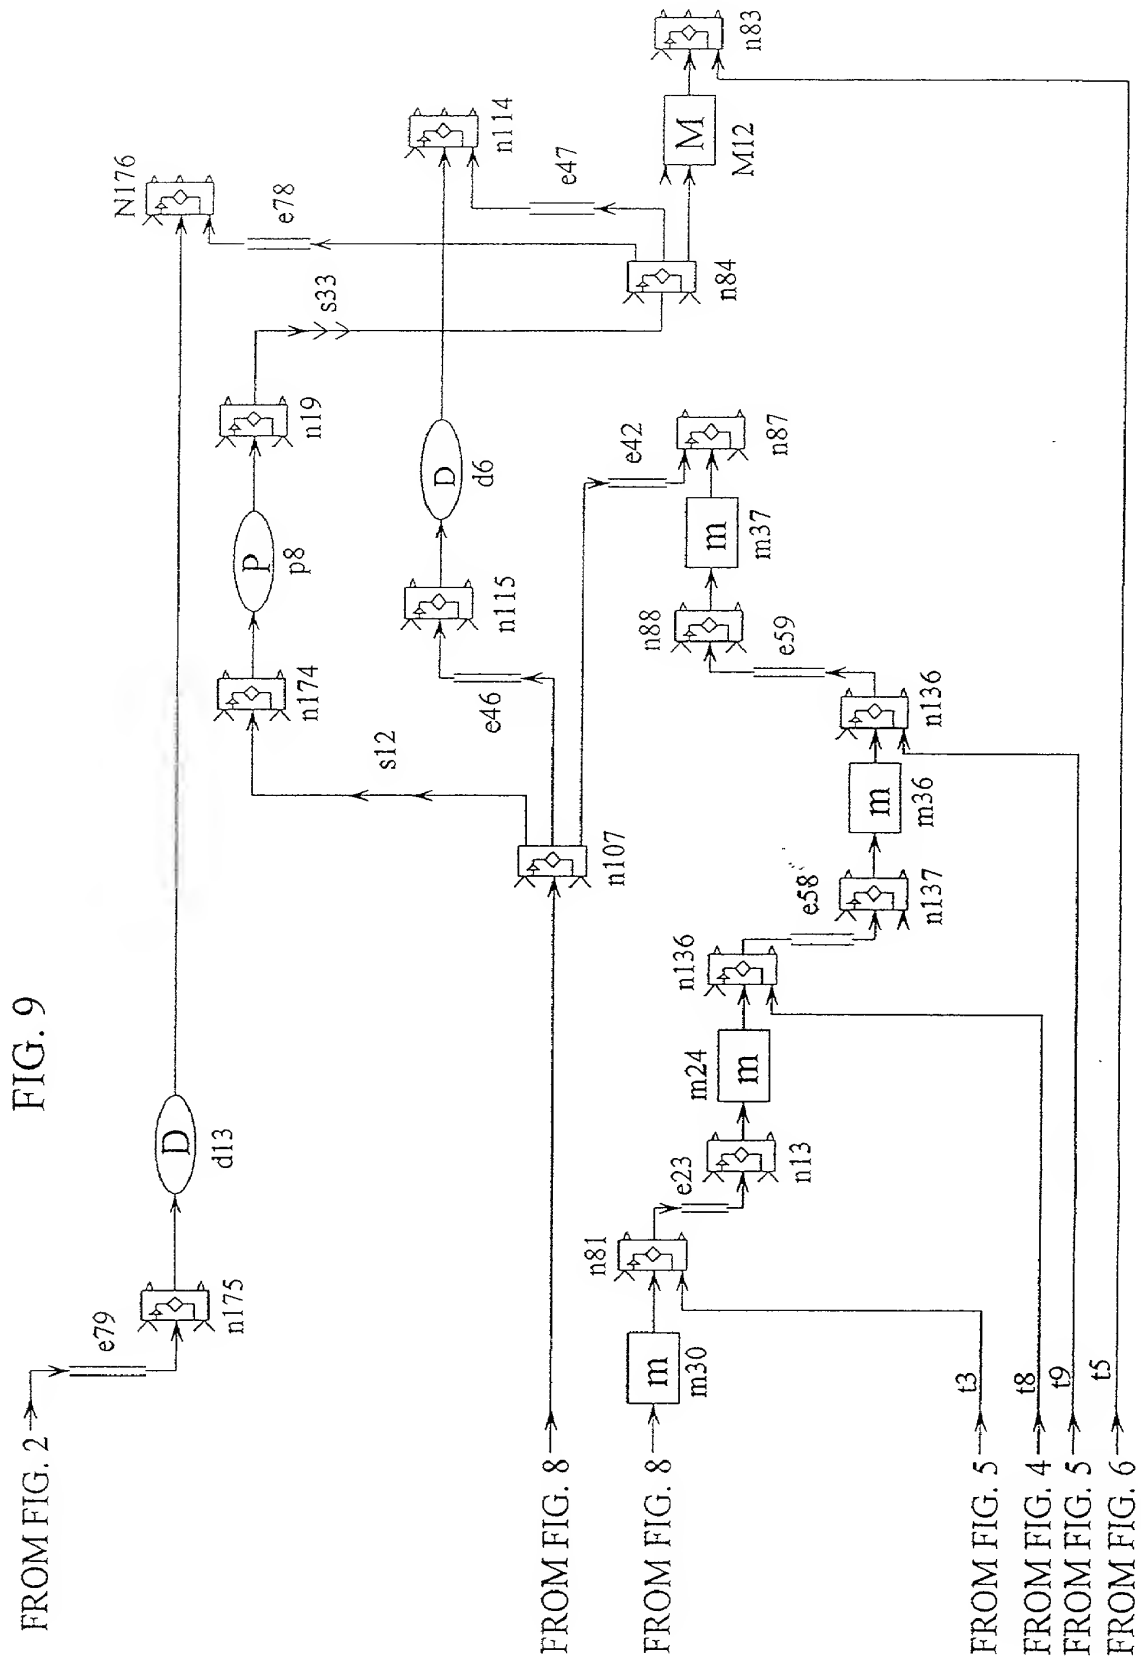 FIG. 9
FROM FIG. 2
e79
n175
D
d13
N176
e78
n174
P
p8
n19
s33
s12
n115
e46
D
d6
n114
e47
FROM FIG. 8
n107
e42
n84
M
M12
n83
FROM FIG. 8
m
m30
n81
e23
n13
m
m24
n136
e58
n137
m
m36
n136
e59
n88
m
m37
n87
FROM FIG. 5
t3
FROM FIG. 4
t8
FROM FIG. 5
t9
FROM FIG. 6
t5